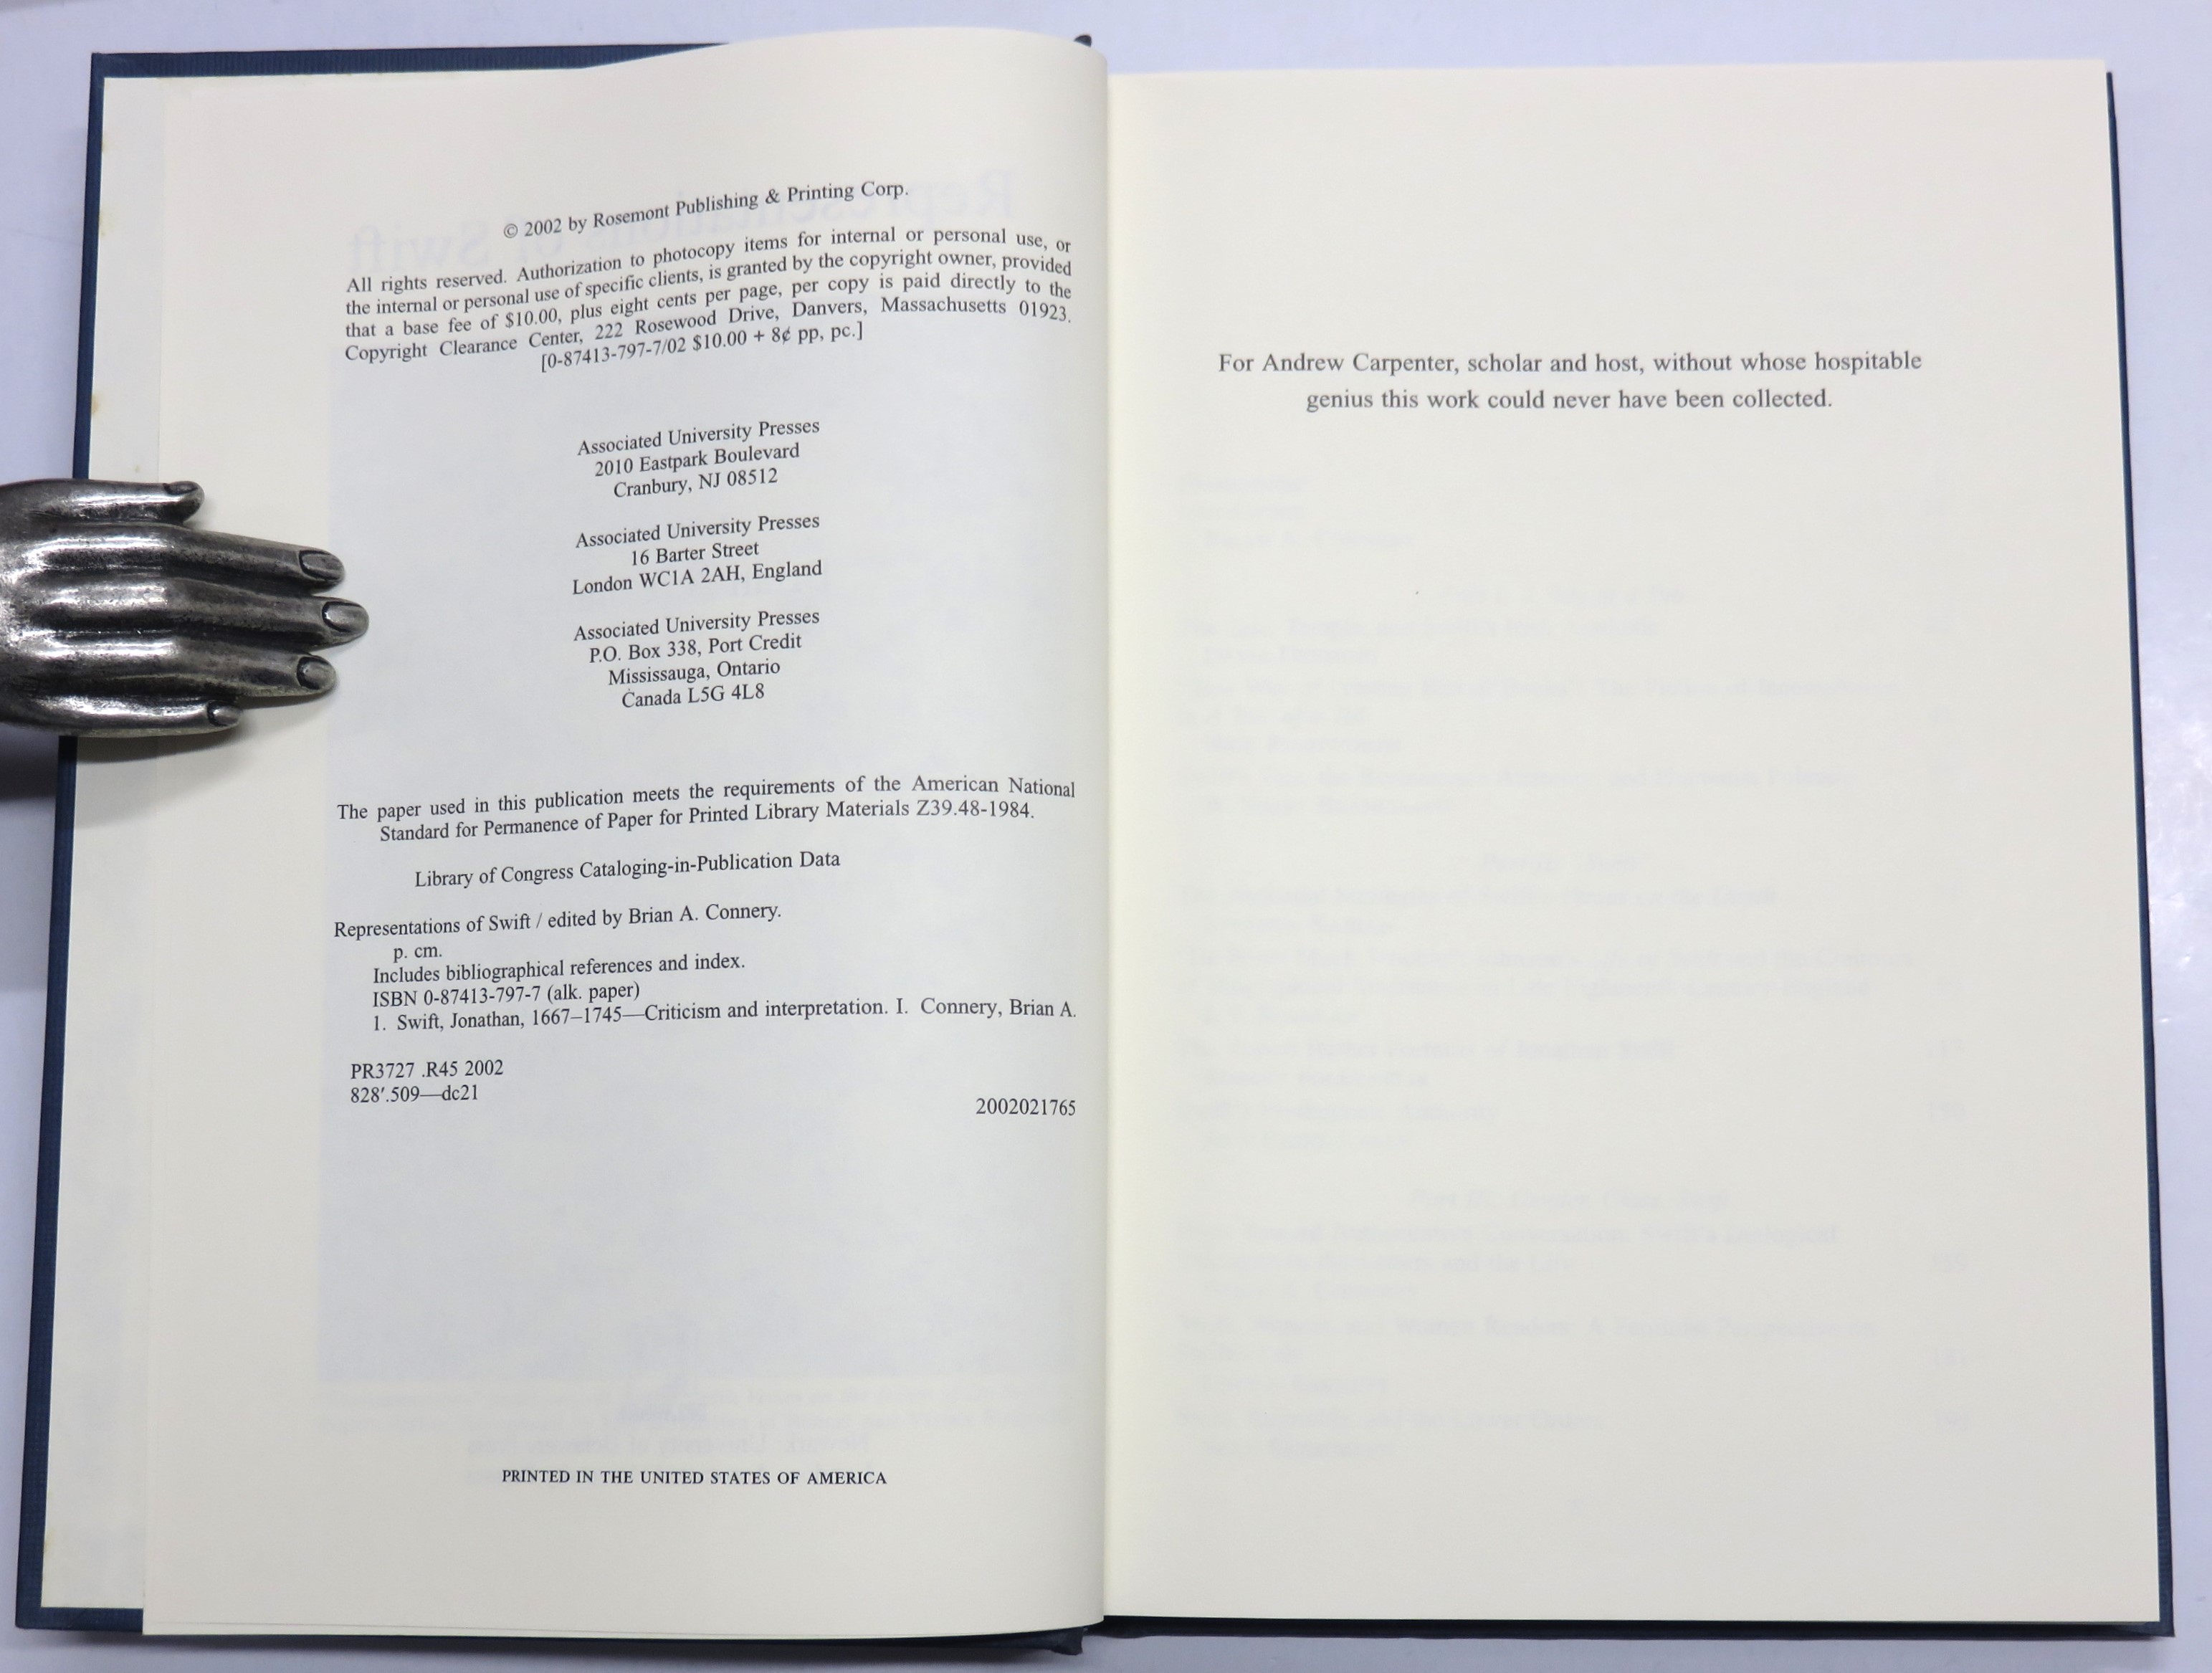 © 2002 by Rosemont Publishing & Printing Corp.
All rights reserved. Authorization to photocopy items for internal or personal use, or
the internal or personal use of specific clients, is granted by the copyright owner, provided
that a base fee of $10.00, plus eight cents per page, per copy is paid directly to the
Copyright Clearance Center, 222 Rosewood Drive, Danvers, Massachusetts 01923.
[0-87413-797-7/02 $10.00 + 8¢ pp, pc.]
Associated University Presses
2010 Eastpark Boulevard
Cranbury, NJ 08512
Associated University Presses
16 Barter Street
London WC1A 2AH, England
Associated University Presses
P.O. Box 338, Port Credit
Mississauga, Ontario
Canada L5G 4L8
The paper used in this publication meets the requirements of the American National
Standard for Permanence of Paper for Printed Library Materials Z39.48-1984.
Library of Congress Cataloging-in-Publication Data
Representations of Swift / edited by Brian A. Connery.
p. cm.
Includes bibliographical references and index.
ISBN 0-87413-797-7 (alk. paper)
1. Swift, Jonathan, 1667–1745—Criticism and interpretation. I. Connery, Brian A.
PR3727 .R45 2002
828′.509—dc21
2002021765
PRINTED IN THE UNITED STATES OF AMERICA
For Andrew Carpenter, scholar and host, without whose hospitable
genius this work could never have been collected.